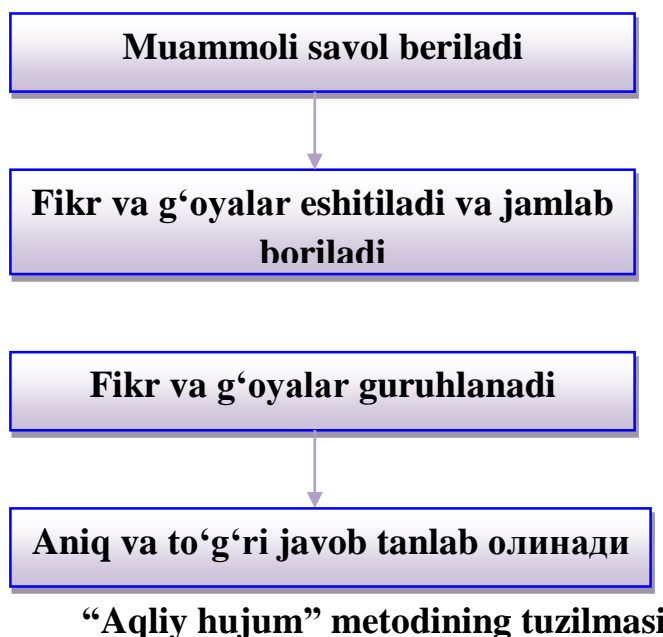 Muammoli savol beriladi
Fikr va g‘oyalar eshitiladi va jamlab
boriladi
Fikr va g‘oyalar guruhlanadi
Aniq va to‘g‘ri javob tanlab олинади
“Aqliy hujum” metodining tuzilmasi